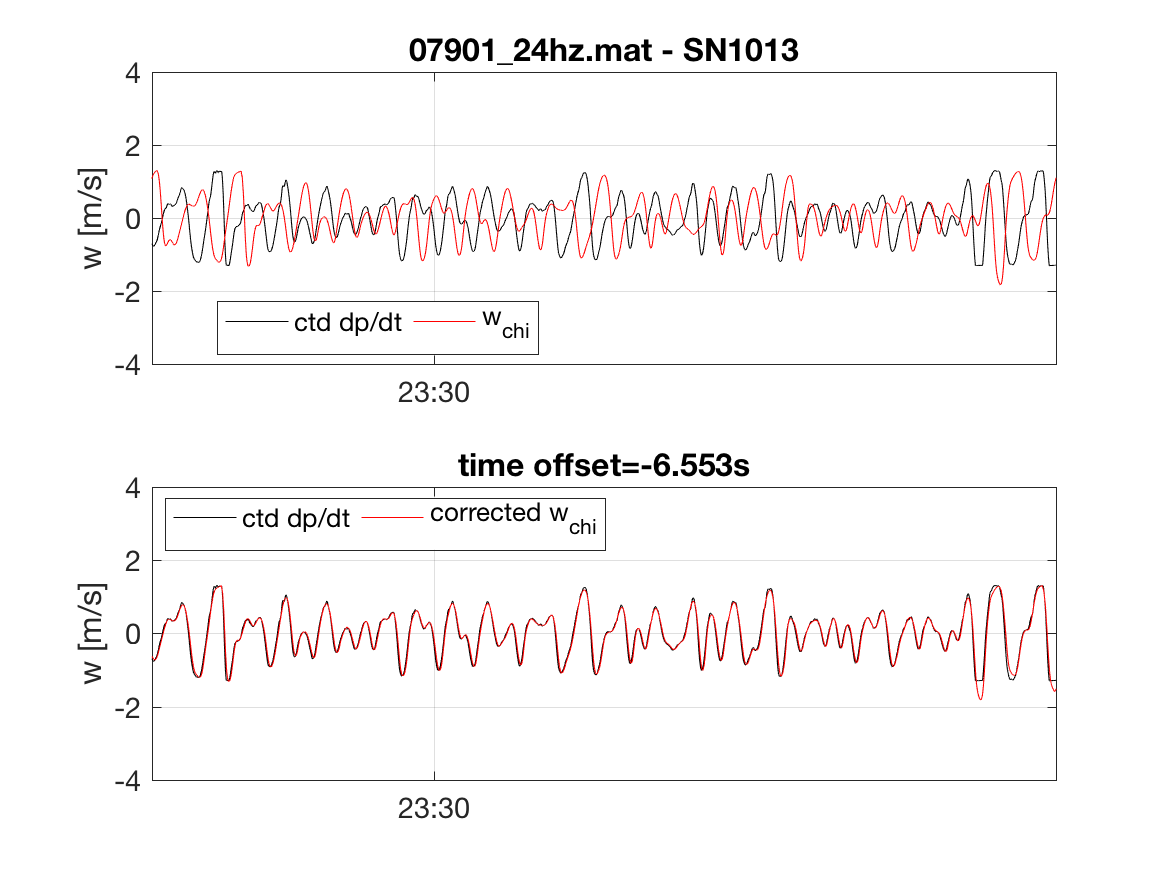 07901_24hz.mat - SN1013
4
2
0
-2
-4
w [m/s]
ctd dp/dt w_chi
23:30
time offset=-6.553s
4
2
0
-2
-4
w [m/s]
ctd dp/dt corrected w_chi
23:30